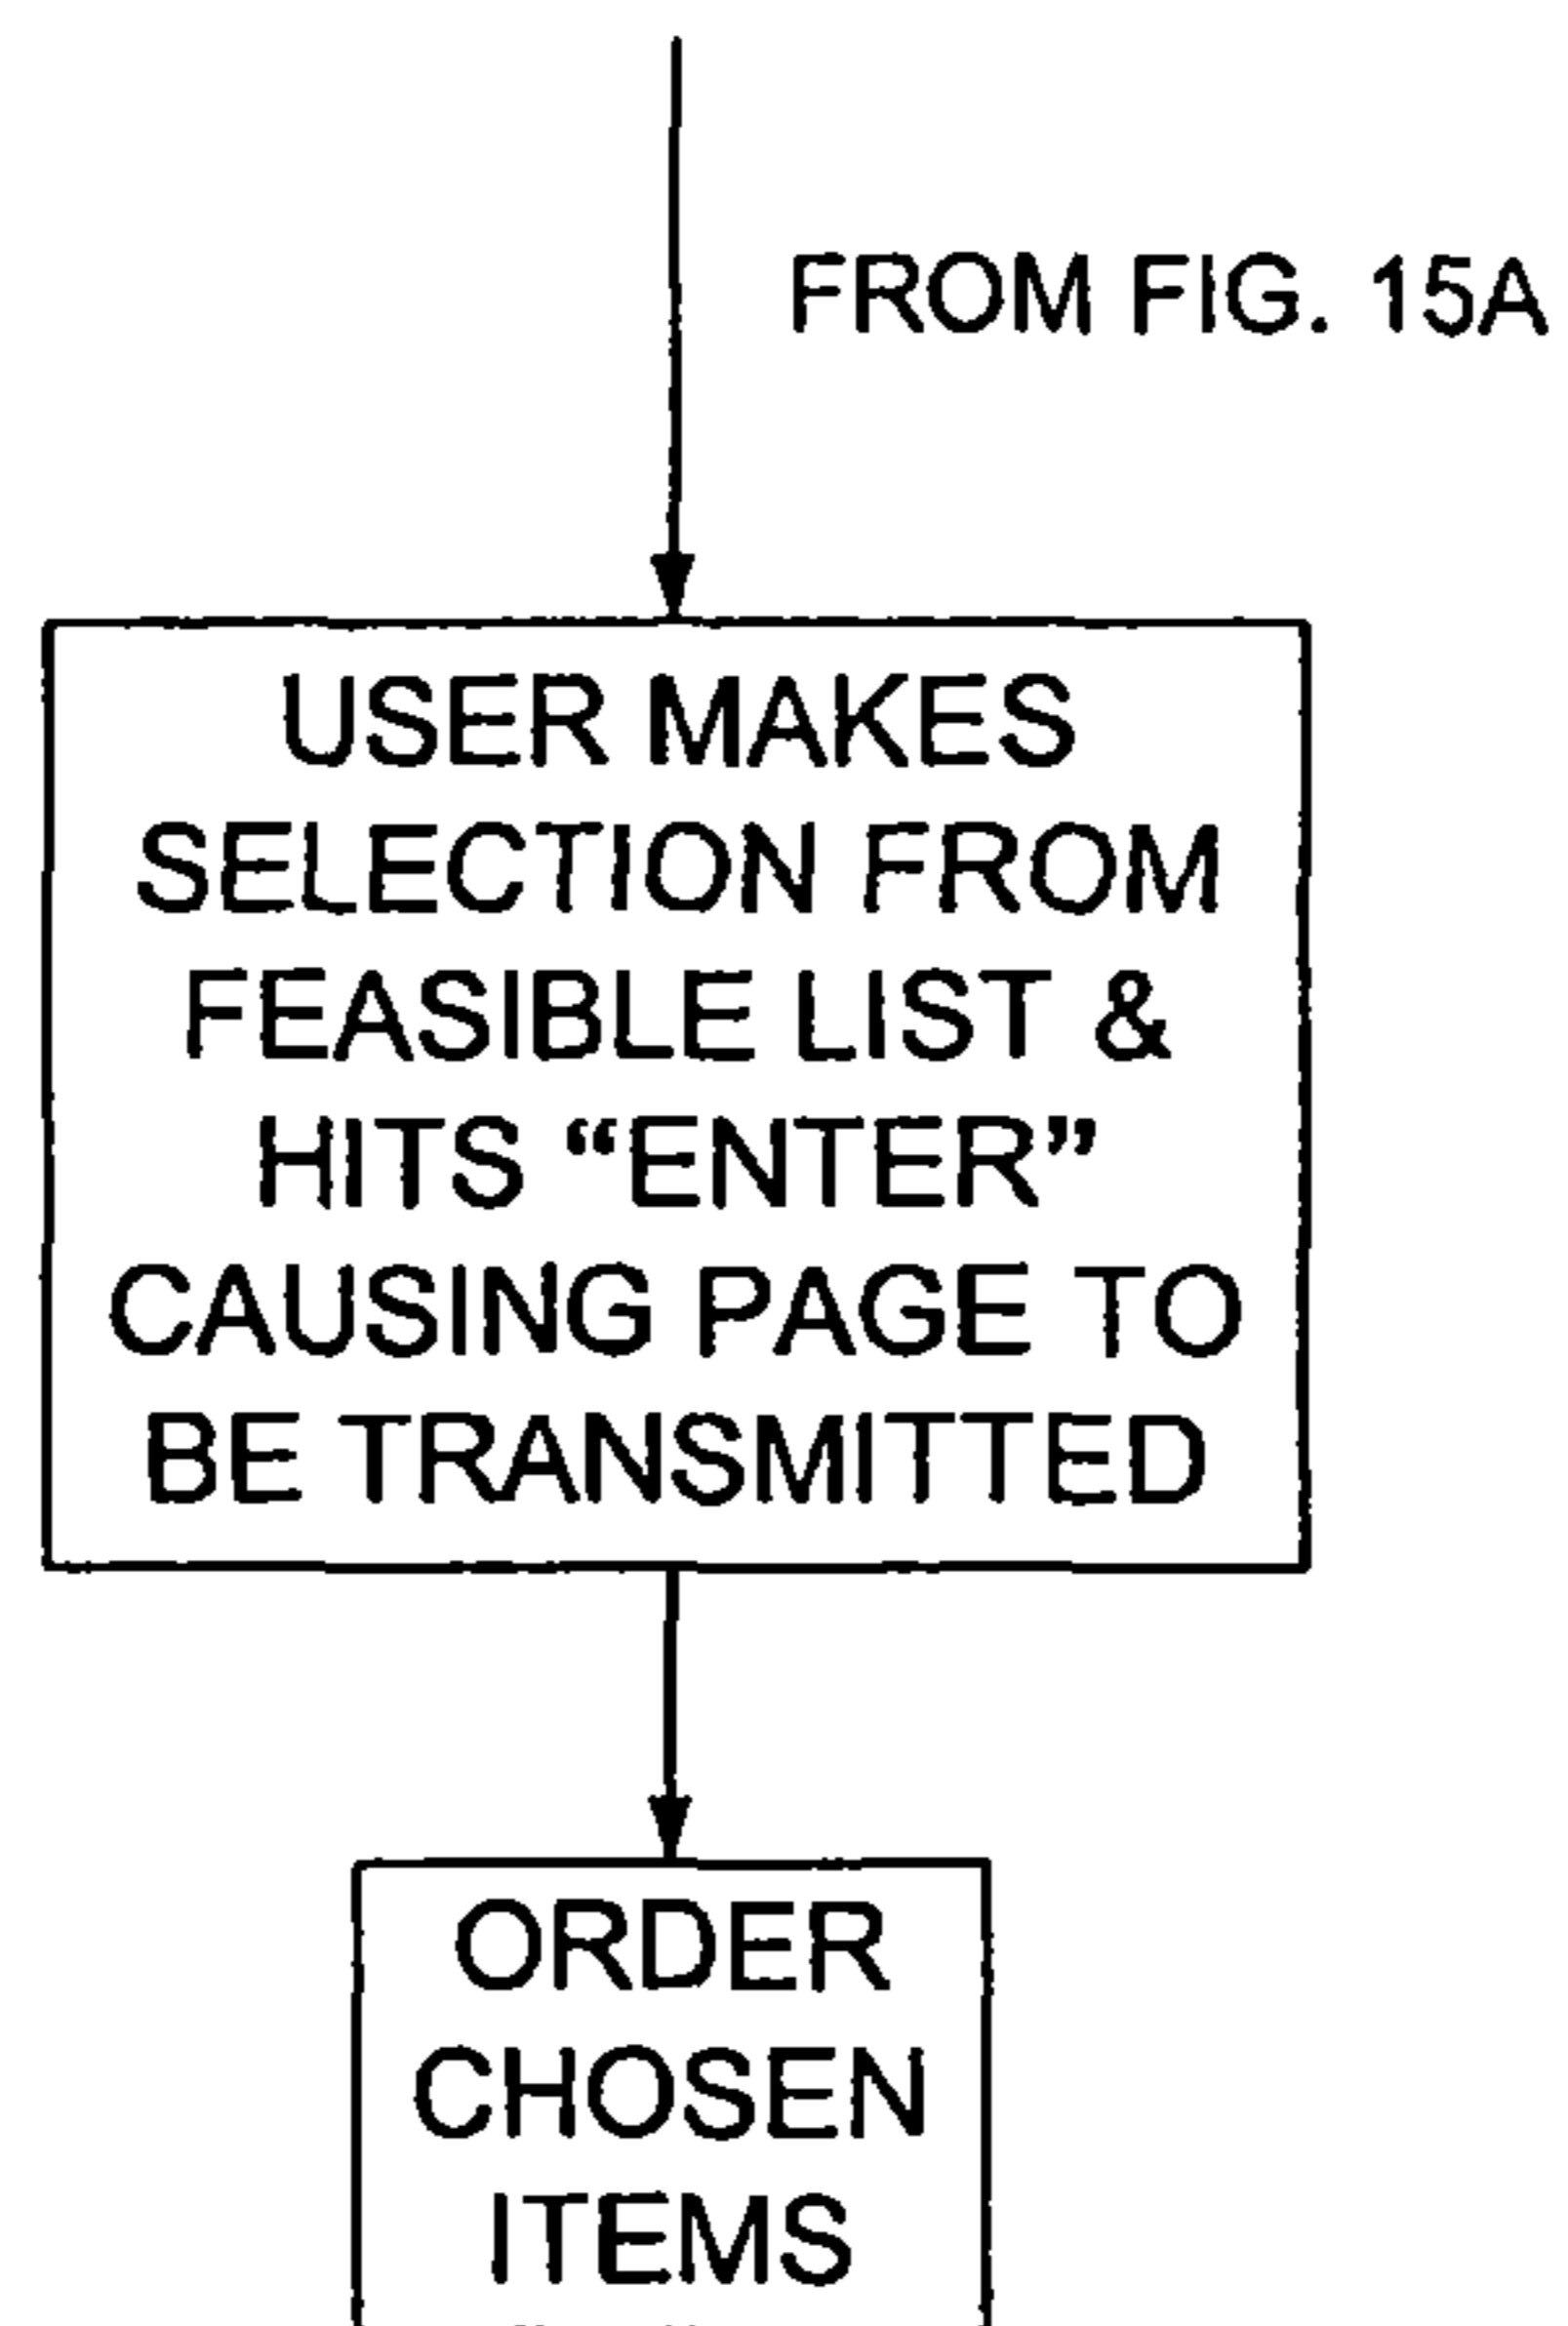 FROM FIG. 15A
USER MAKES
SELECTION FROM
FEASIBLE LIST &
HITS “ENTER”
CAUSING PAGE TO
BE TRANSMITTED
ORDER
CHOSEN
ITEMS